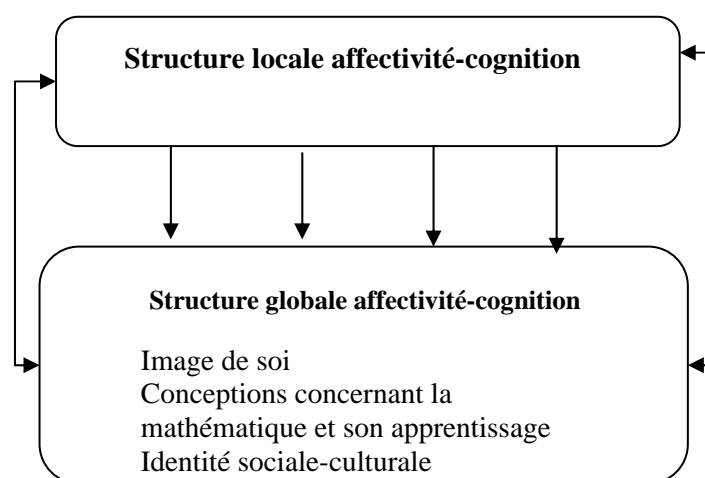 Structure locale affectivité-cognition
Structure globale affectivité-cognition
Image de soi
Conceptions concernant la
mathématique et son apprentissage
Identité sociale-culturale